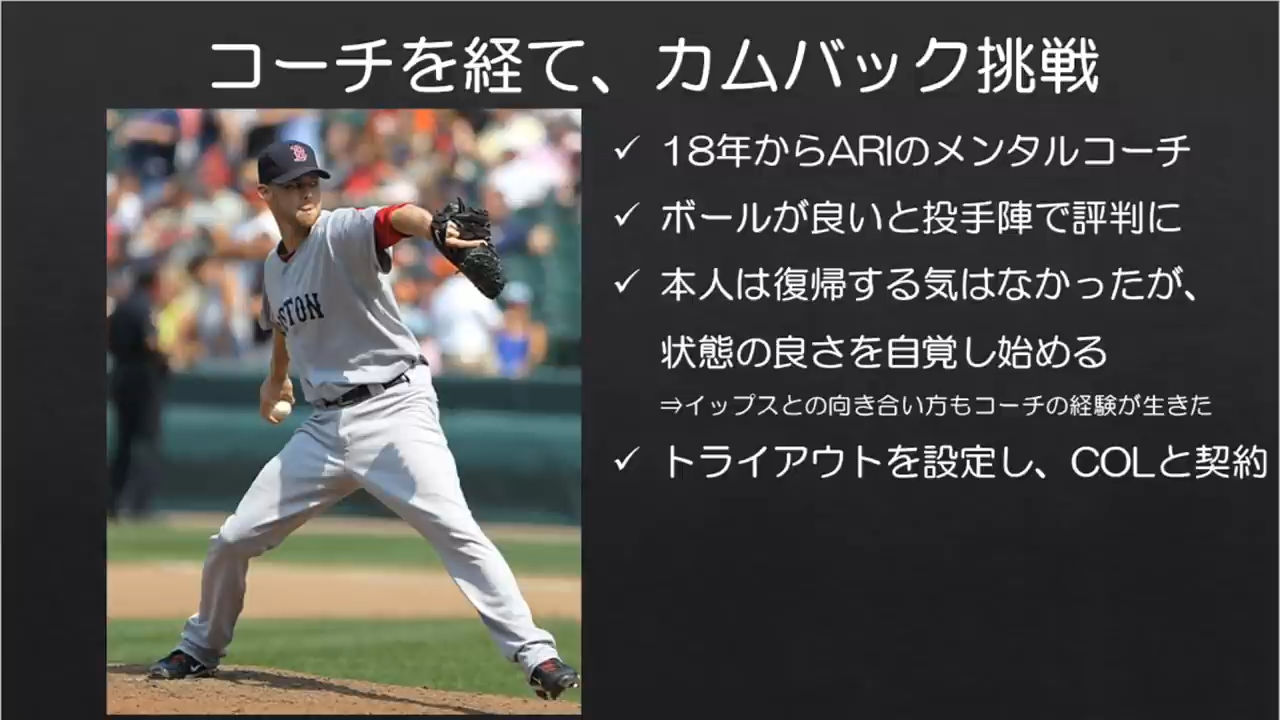 コーチを経て、カムバック挑戦
✓ 18年からARIのメンタルコーチ
✓ ボールが良いと投手陣で評判に
✓ 本人は復帰する気はなかったが、
状態の良さを自覚し始める
⇒イップスとの向き合い方もコーチの経験が生きた
✓ トライアウトを設定し、COLと契約
B
STON